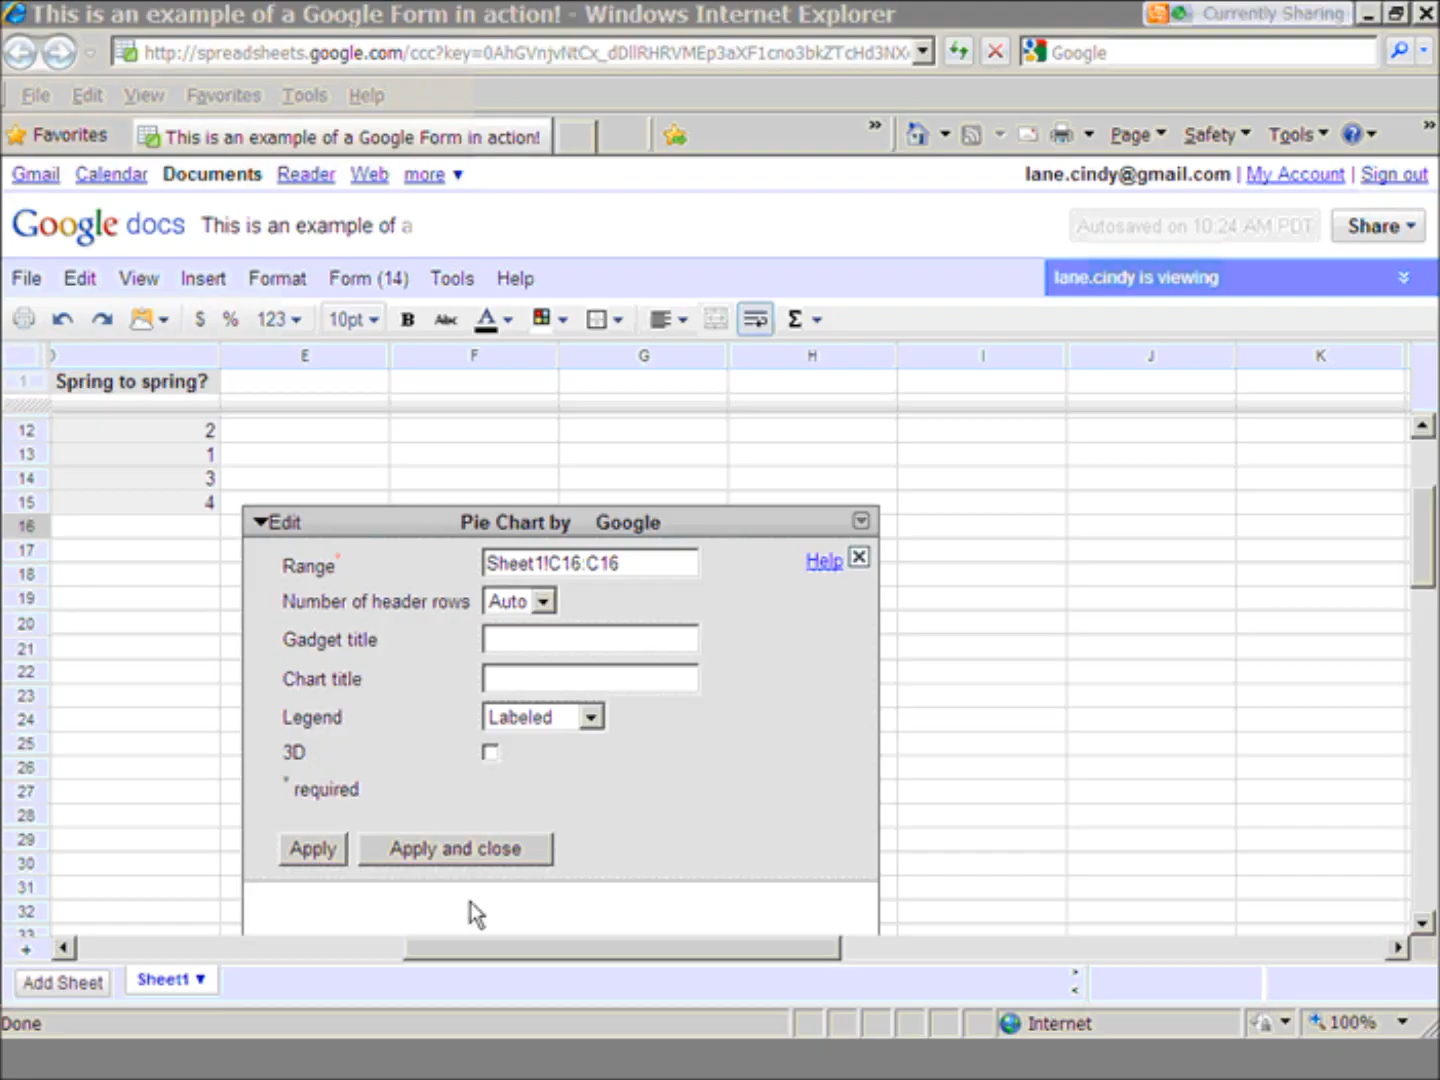 This is an example of a Google Form in action! - Windows Internet Explorer
Currently Sharing
http://spreadsheets.google.com/ccc?key=0AhGVnjvNtCx_dDllRHRVMEp3aXF1cno3bkZTcHd3NX
Google
File Edit View Favorites Tools Help
Favorites
This is an example of a Google Form in action!
»
Page Safety Tools
»
Gmail Calendar Documents Reader Web more ▼
lane.cindy@gmail.com | My Account | Sign out
Google docs This is an example of a
Autosaved on 10:24 AM PDT
Share
File Edit View Insert Format Form (14) Tools Help
lane.cindy is viewing
$ % 123 10pt B Abc A Σ
E F G H I J K
1 Spring to spring?
12 2
13 1
14 3
15 4
16
17
18
19
20
21
22
23
24
25
26
27
28
29
30
31
32
33
Edit Pie Chart by Google
Range* Sheet1!C16:C16 Help
Number of header rows Auto
Gadget title
Chart title
Legend Labeled
3D
* required
Apply Apply and close
+
Add Sheet Sheet1 ▼
Done Internet 100%